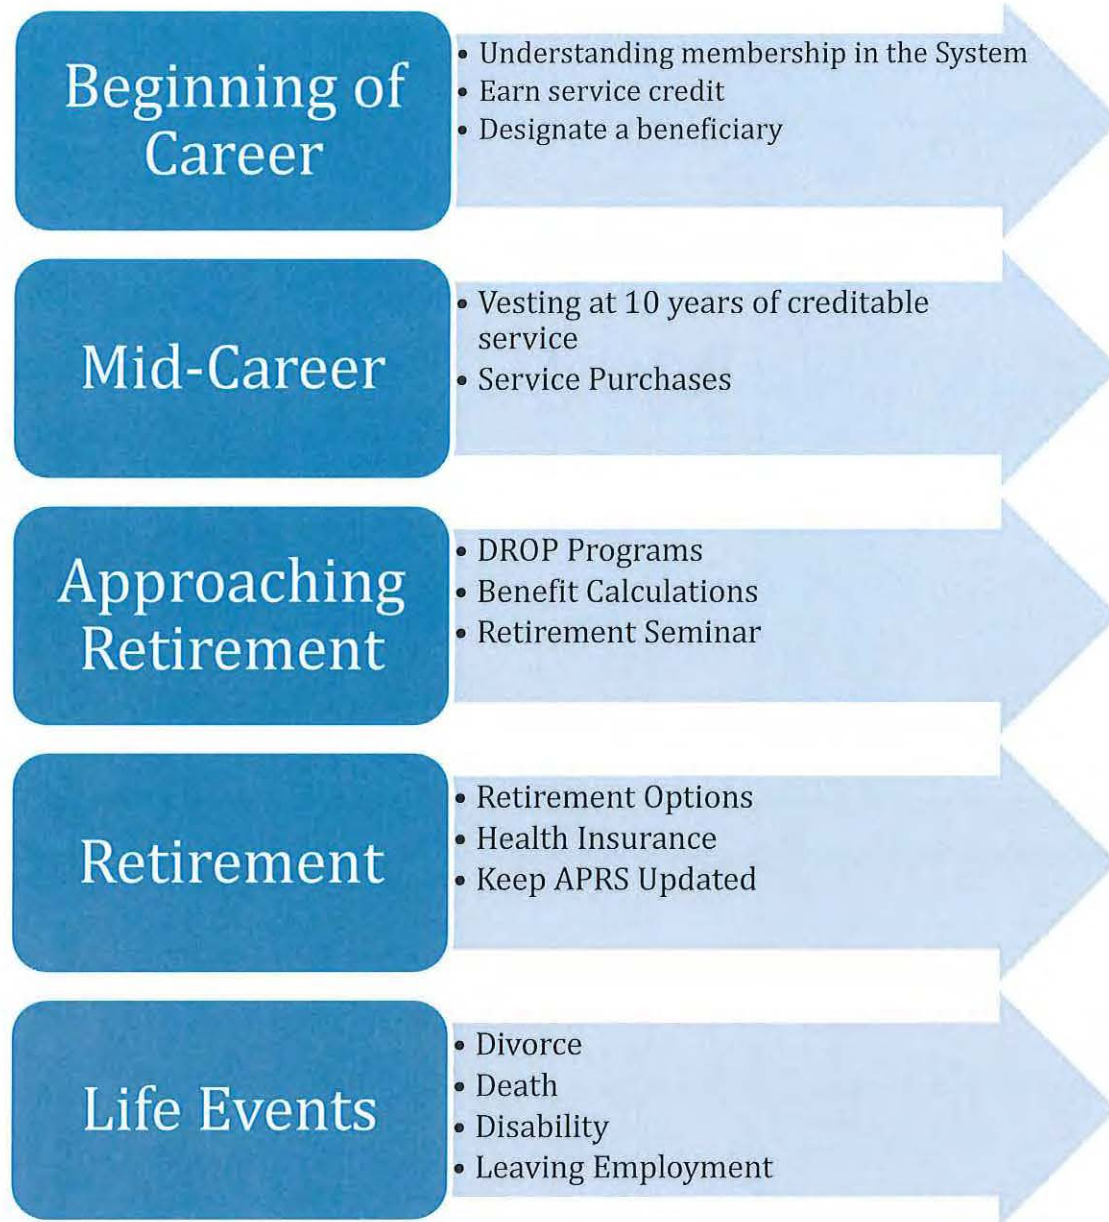 Beginning of
Career
• Understanding membership in the System
• Earn service credit
• Designate a beneficiary
Mid-Career
• Vesting at 10 years of creditable
service
• Service Purchases
Approaching
Retirement
• DROP Programs
• Benefit Calculations
• Retirement Seminar
Retirement
• Retirement Options
• Health Insurance
• Keep APRS Updated
Life Events
• Divorce
• Death
• Disability
• Leaving Employment